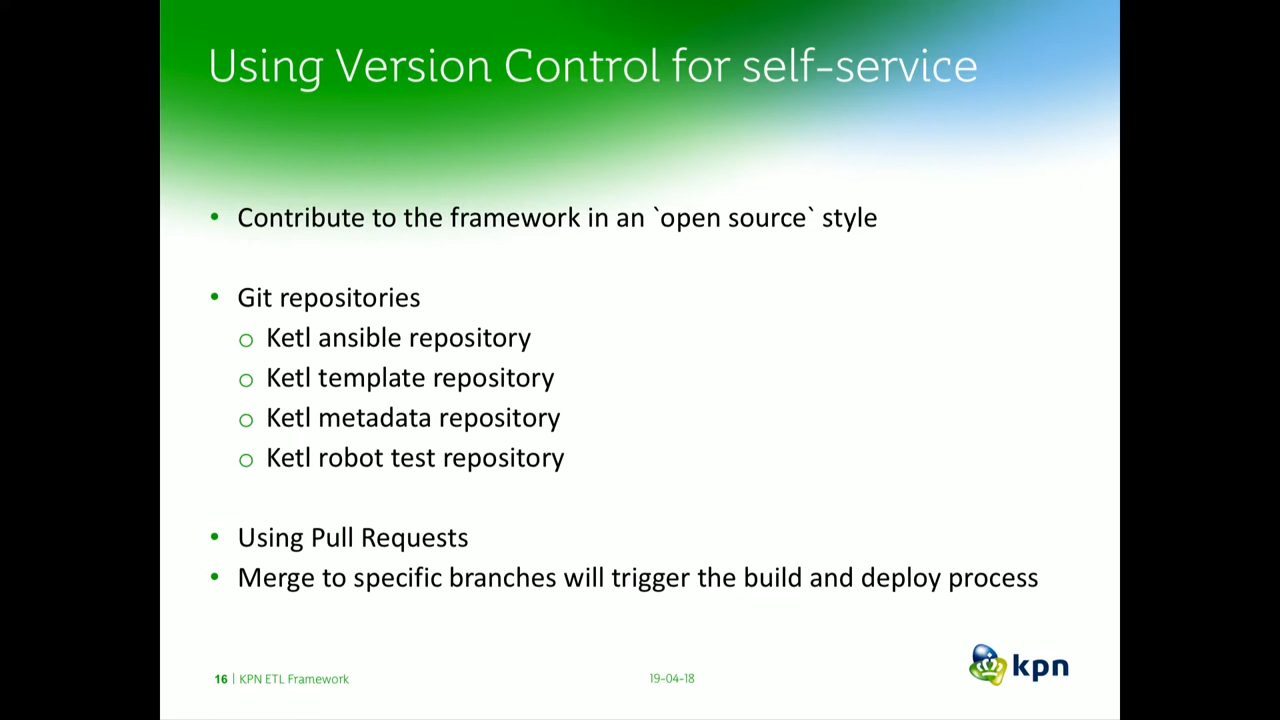 Using Version Control for self-service
• Contribute to the framework in an `open source` style
• Git repositories
o Ketl ansible repository
o Ketl template repository
o Ketl metadata repository
o Ketl robot test repository
• Using Pull Requests
• Merge to specific branches will trigger the build and deploy process
16 | KPN ETL Framework
19-04-18
kpn